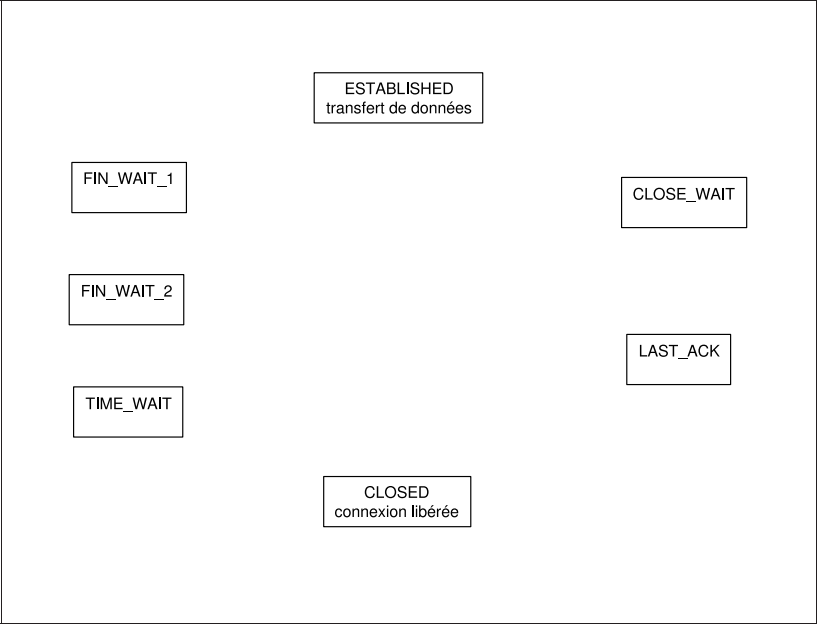 ESTABLISHED
transfert de données
FIN_WAIT_1
CLOSE_WAIT
FIN_WAIT_2
LAST_ACK
TIME_WAIT
CLOSED
connexion libérée